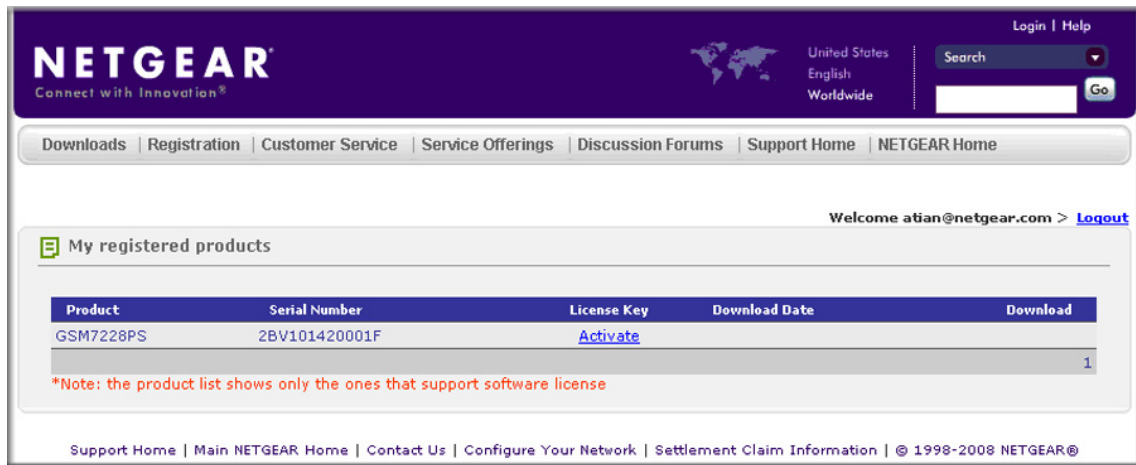 Login | Help
NETGEAR®
Connect with Innovation®
United States
English
Worldwide
Search
Go
Downloads | Registration | Customer Service | Service Offerings | Discussion Forums | Support Home | NETGEAR Home
Welcome atian@netgear.com > Logout
My registered products
Product Serial Number License Key Download Date Download
GSM7228PS 2BV101420001F Activate
1
*Note: the product list shows only the ones that support software license
Support Home | Main NETGEAR Home | Contact Us | Configure Your Network | Settlement Claim Information | © 1998-2008 NETGEAR®